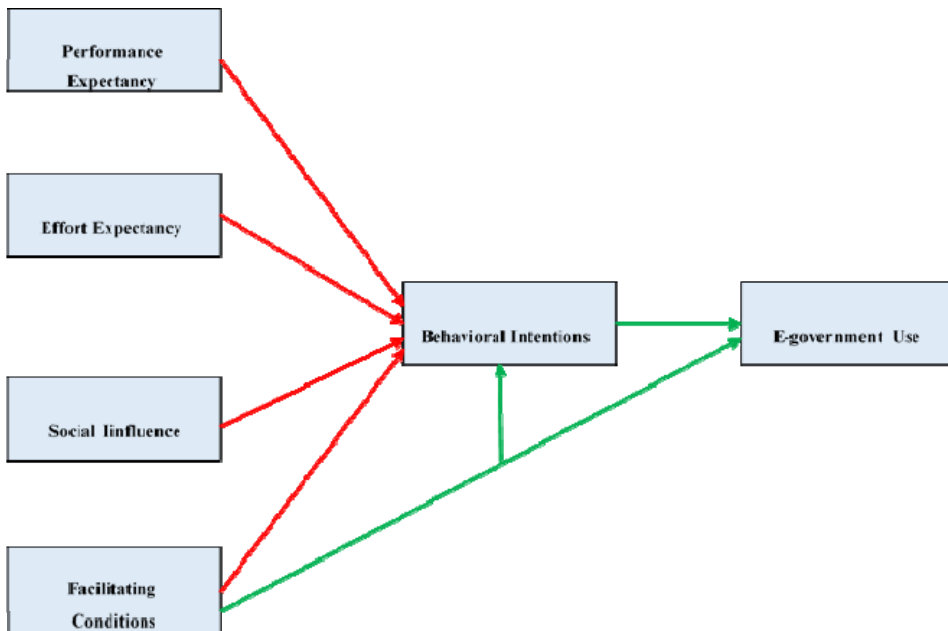 Performance
Expectancy
Effort Expectancy
Behavioral Intentions
E-government Use
Social Iinfluence
Facilitating
Conditions